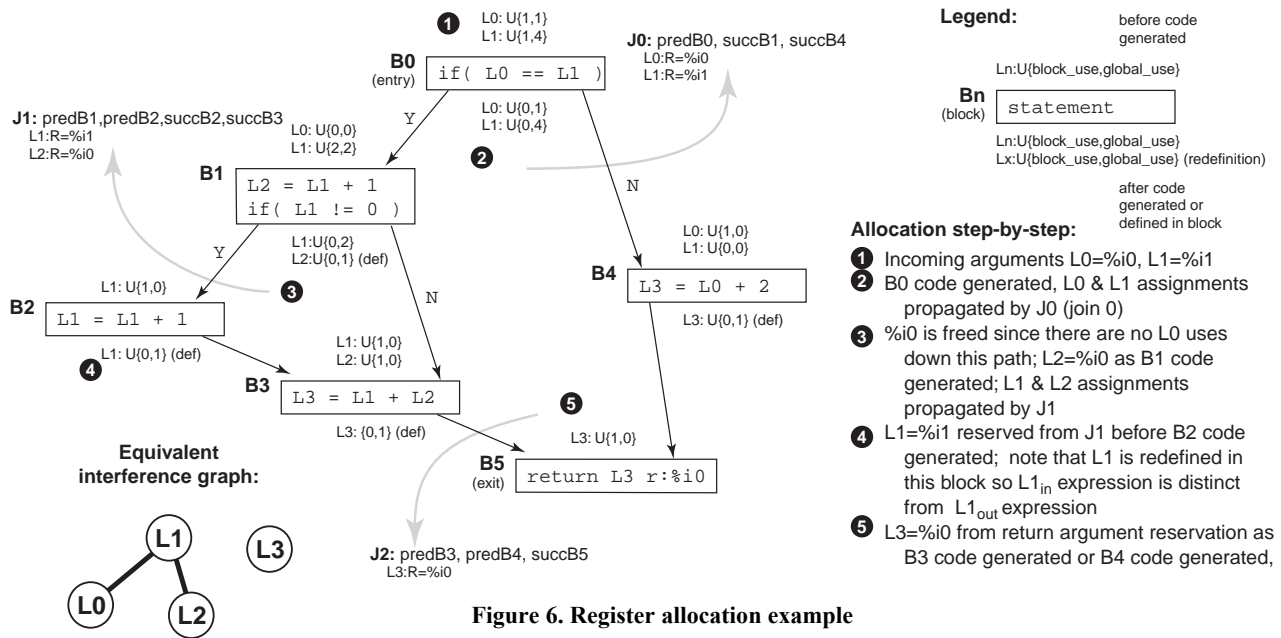 1
L0: U{1,1}
L1: U{1,4}
B0
(entry)
if( L0 == L1 )
L0: U{0,1}
L1: U{0,4}
J0: predB0, succB1, succB4
L0:R=%i0
L1:R=%i1
2
Y
N
J1: predB1,predB2,succB2,succB3
L1:R=%i1
L2:R=%i0
L0: U{0,0}
L1: U{2,2}
B1
L2 = L1 + 1
if( L1 != 0 )
L1:U{0,2}
L2:U{0,1} (def)
Y
N
3
L1: U{1,0}
B2
L1 = L1 + 1
L1: U{0,1} (def)
4
L1: U{1,0}
L2: U{1,0}
B3
L3 = L1 + L2
L3: {0,1} (def)
L0: U{1,0}
L1: U{0,0}
B4
L3 = L0 + 2
L3: U{0,1} (def)
5
L3: U{1,0}
B5
(exit)
return L3 r:%i0
J2: predB3, predB4, succB5
L3:R=%i0
Equivalent
interference graph:
L1
L3
L0
L2
Legend:
before code
generated
Ln:U{block_use,global_use}
Bn
(block)
statement
Ln:U{block_use,global_use}
Lx:U{block_use,global_use} (redefinition)
after code
generated or
defined in block
Allocation step-by-step:
1 Incoming arguments L0=%i0, L1=%i1
2 B0 code generated, L0 & L1 assignments
propagated by J0 (join 0)
3 %i0 is freed since there are no L0 uses
down this path; L2=%i0 as B1 code
generated; L1 & L2 assignments
propagated by J1
4 L1=%i1 reserved from J1 before B2 code
generated; note that L1 is redefined in
this block so L1in expression is distinct
from L1out expression
5 L3=%i0 from return argument reservation as
B3 code generated or B4 code generated,
Figure 6. Register allocation example